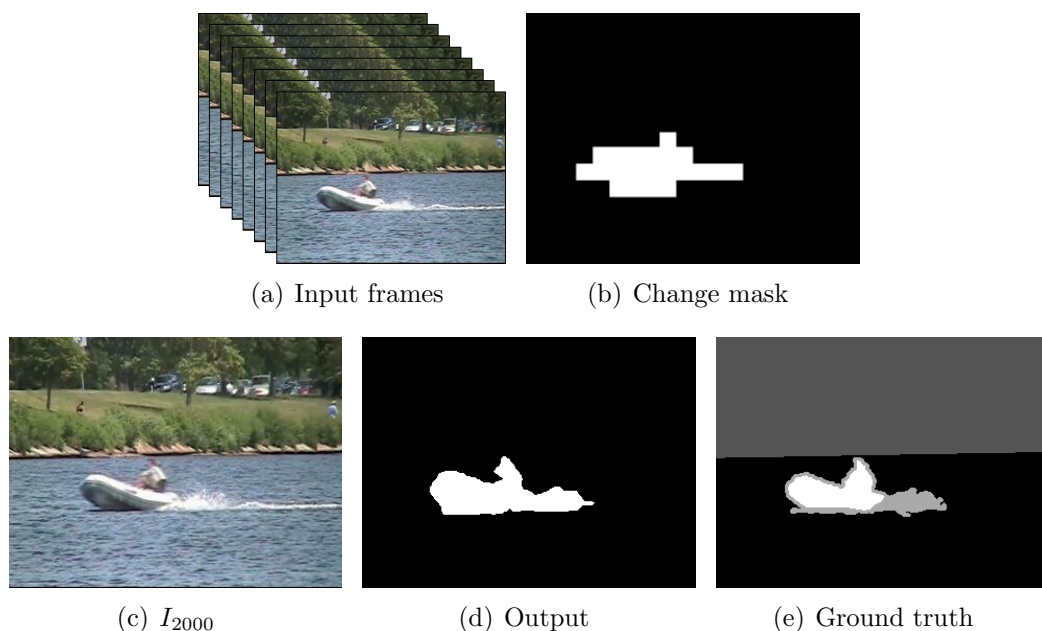 (a) Input frames
(b) Change mask
(c) I2000
(d) Output
(e) Ground truth